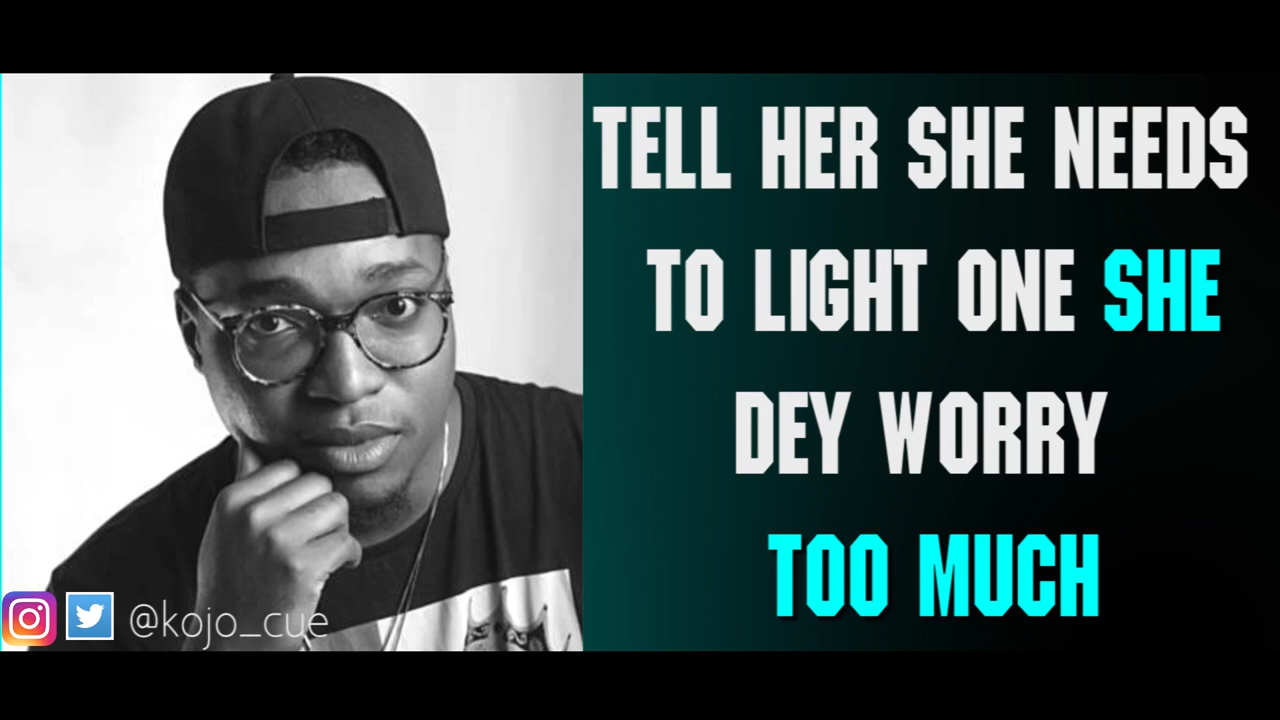 TELL HER SHE NEEDS
TO LIGHT ONE SHE
DEY WORRY
TOO MUCH
@kojo_cue